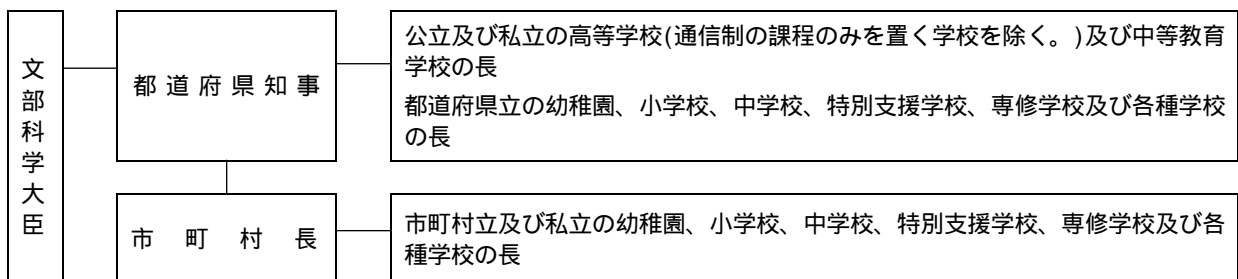 文部科学大臣
都道府県知事
公立及び私立の高等学校(通信制の課程のみを置く学校を除く。)及び中等教育
学校の長
都道府県立の幼稚園、小学校、中学校、特別支援学校、専修学校及び各種学校
の長
市町村長
市町村立及び私立の幼稚園、小学校、中学校、特別支援学校、専修学校及び各
種学校の長